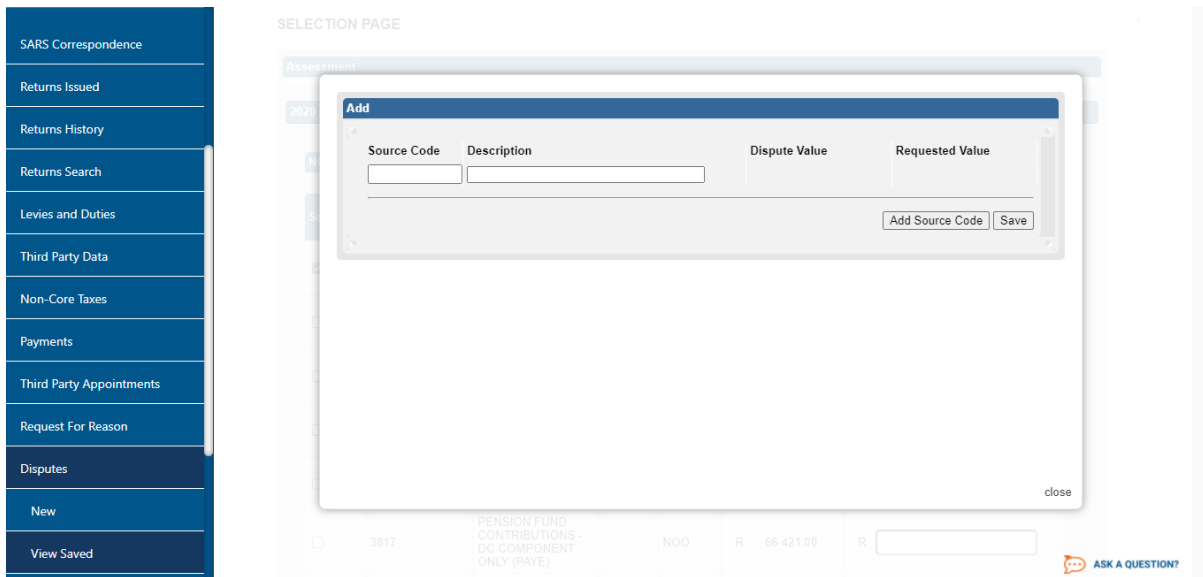 SELECTION PAGE
SARS Correspondence
Returns Issued
Returns History
Returns Search
Levies and Duties
Third Party Data
Non-Core Taxes
Payments
Third Party Appointments
Request For Reason
Disputes
New
View Saved
Assessment
2020
Add
Source Code Description Dispute Value Requested Value
Add Source Code Save
close
3817 PENSION FUND CONTRIBUTIONS - DC COMPONENT ONLY (PAYE) NOO R 66 421.00 R
ASK A QUESTION?